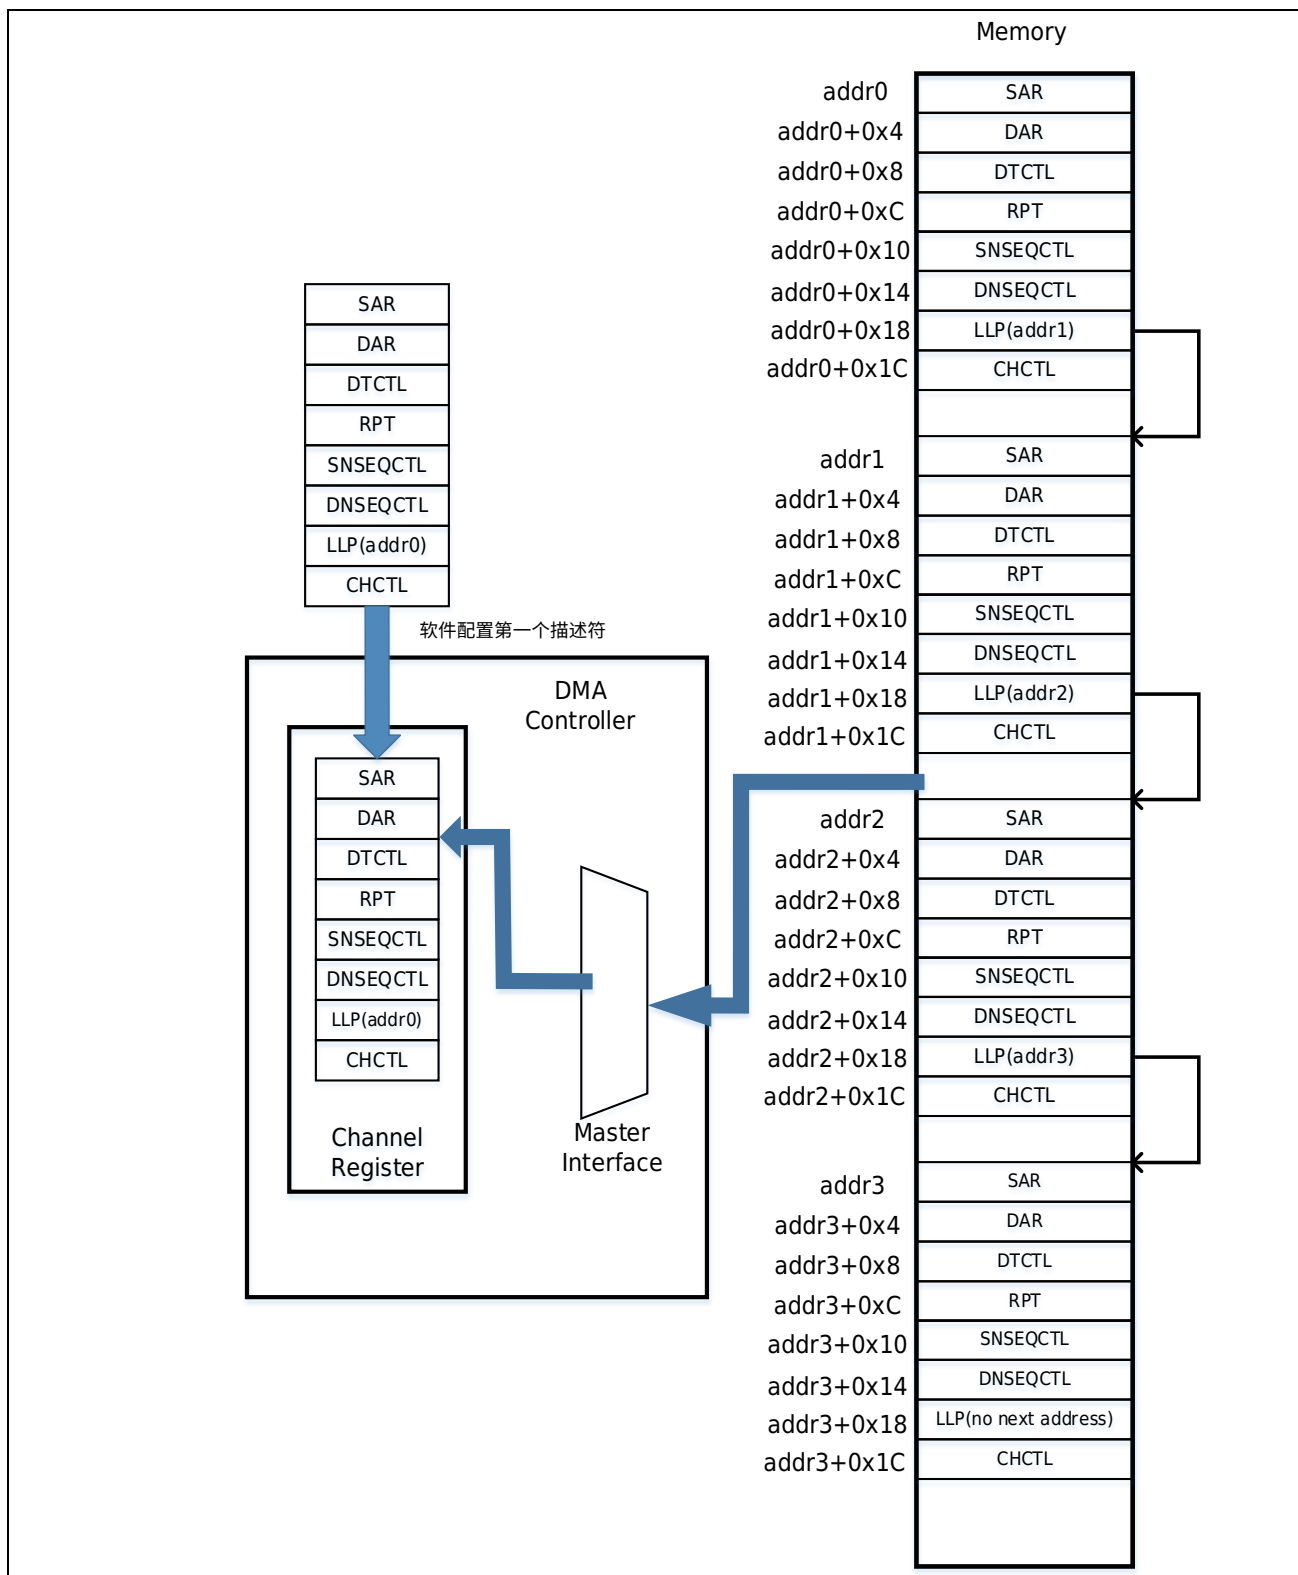 Memory
addr0 SAR
addr0+0x4 DAR
addr0+0x8 DTCTL
addr0+0xC RPT
addr0+0x10 SNSEQCTL
addr0+0x14 DNSEQCTL
addr0+0x18 LLP(addr1)
addr0+0x1C CHCTL
addr1 SAR
addr1+0x4 DAR
addr1+0x8 DTCTL
addr1+0xC RPT
addr1+0x10 SNSEQCTL
addr1+0x14 DNSEQCTL
addr1+0x18 LLP(addr2)
addr1+0x1C CHCTL
addr2 SAR
addr2+0x4 DAR
addr2+0x8 DTCTL
addr2+0xC RPT
addr2+0x10 SNSEQCTL
addr2+0x14 DNSEQCTL
addr2+0x18 LLP(addr3)
addr2+0x1C CHCTL
addr3 SAR
addr3+0x4 DAR
addr3+0x8 DTCTL
addr3+0xC RPT
addr3+0x10 SNSEQCTL
addr3+0x14 DNSEQCTL
addr3+0x18 LLP(no next address)
addr3+0x1C CHCTL
SAR
DAR
DTCTL
RPT
SNSEQCTL
DNSEQCTL
LLP(addr0)
CHCTL
软件配置第一个描述符
DMA
Controller
SAR
DAR
DTCTL
RPT
SNSEQCTL
DNSEQCTL
LLP(addr0)
CHCTL
Channel
Register
Master
Interface